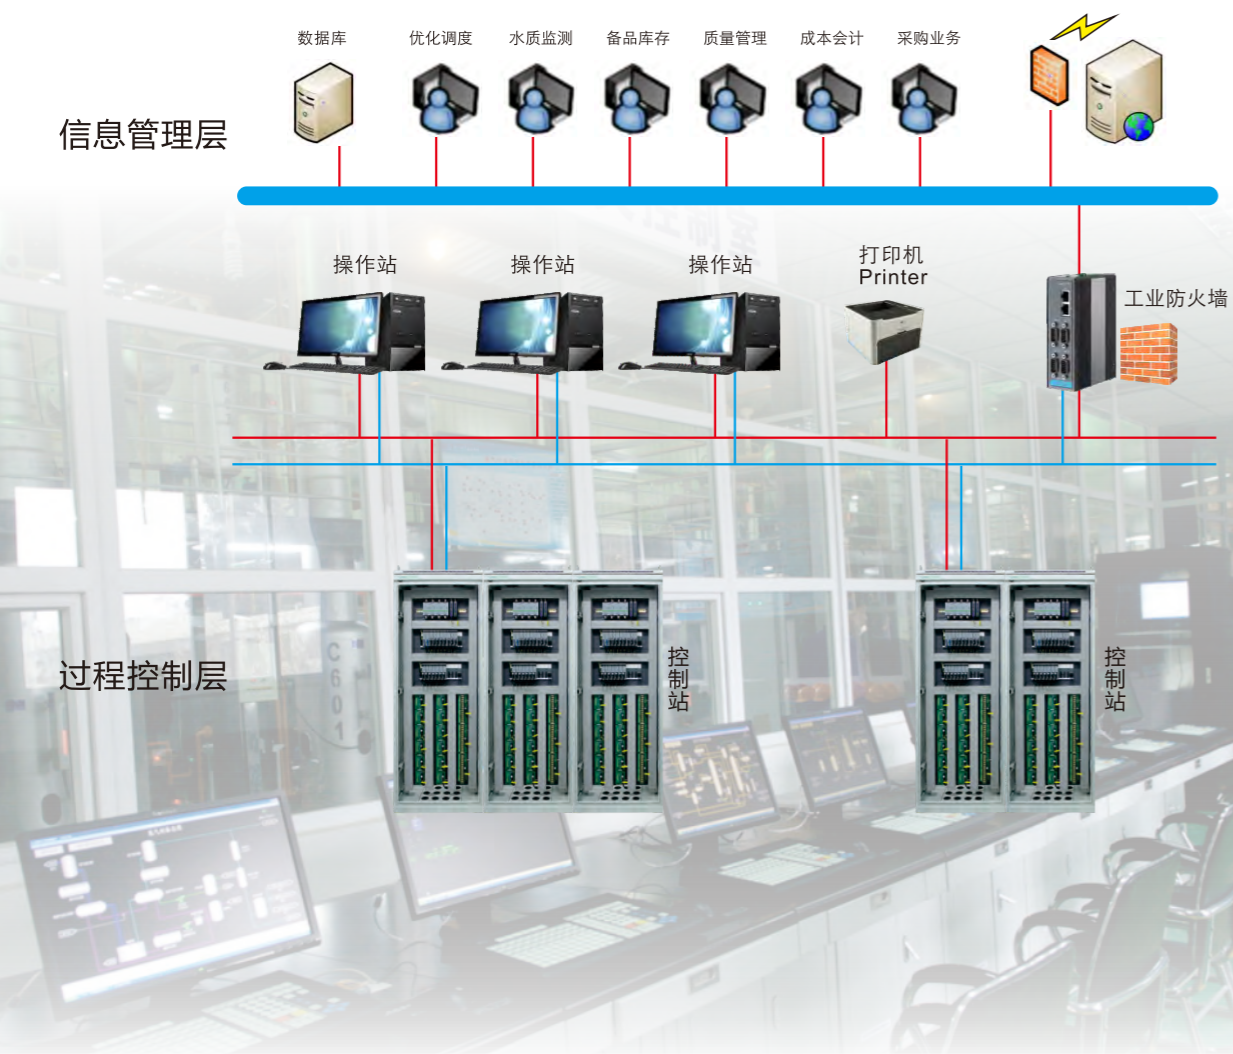 数据库
优化调度
水质监测
备品库存
质量管理
成本会计
采购业务
信息管理层
操作站
操作站
操作站
打印机
Printer
工业防火墙
过程控制层
控制站
控制站
C601